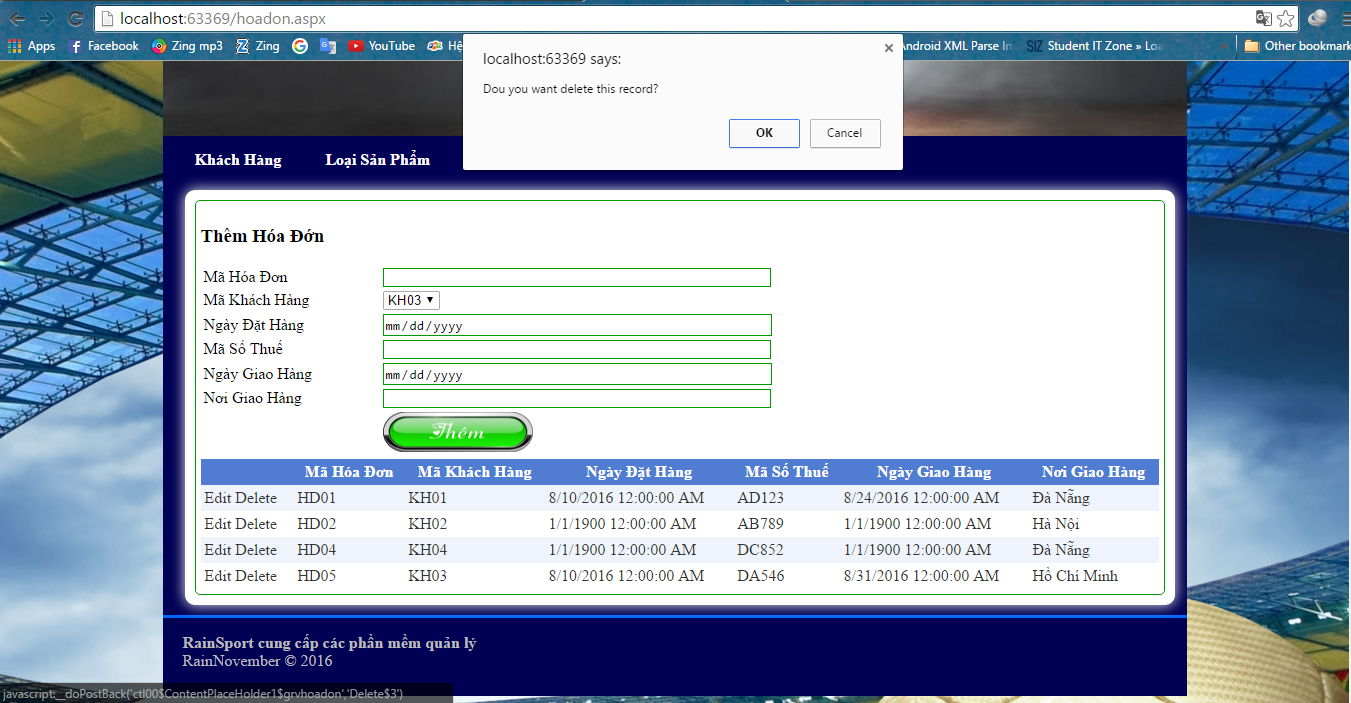 localhost:63369/hoadon.aspx
Apps Facebook Zing mp3 Zing YouTube Hệ Android XML Parse In Student IT Zone » Loa Other bookmark
localhost:63369 says:
Dou you want delete this record?
OK Cancel
Khách Hàng Loại Sản Phẩm
Thêm Hóa Đớn
Mã Hóa Đơn
Mã Khách Hàng KH03
Ngày Đặt Hàng mm/dd/yyyy
Mã Số Thuế
Ngày Giao Hàng mm/dd/yyyy
Nơi Giao Hàng
Thêm
Mã Hóa Đơn Mã Khách Hàng Ngày Đặt Hàng Mã Số Thuế Ngày Giao Hàng Nơi Giao Hàng
Edit Delete HD01 KH01 8/10/2016 12:00:00 AM AD123 8/24/2016 12:00:00 AM Đà Nẵng
Edit Delete HD02 KH02 1/1/1900 12:00:00 AM AB789 1/1/1900 12:00:00 AM Hà Nội
Edit Delete HD04 KH04 1/1/1900 12:00:00 AM DC852 1/1/1900 12:00:00 AM Đà Nẵng
Edit Delete HD05 KH03 8/10/2016 12:00:00 AM DA546 8/31/2016 12:00:00 AM Hồ Chí Minh
RainSport cung cấp các phần mềm quản lý
RainNovember © 2016
javascript:__doPostBack('ctl00$ContentPlaceHolder1$grvhoadon','Delete$3')